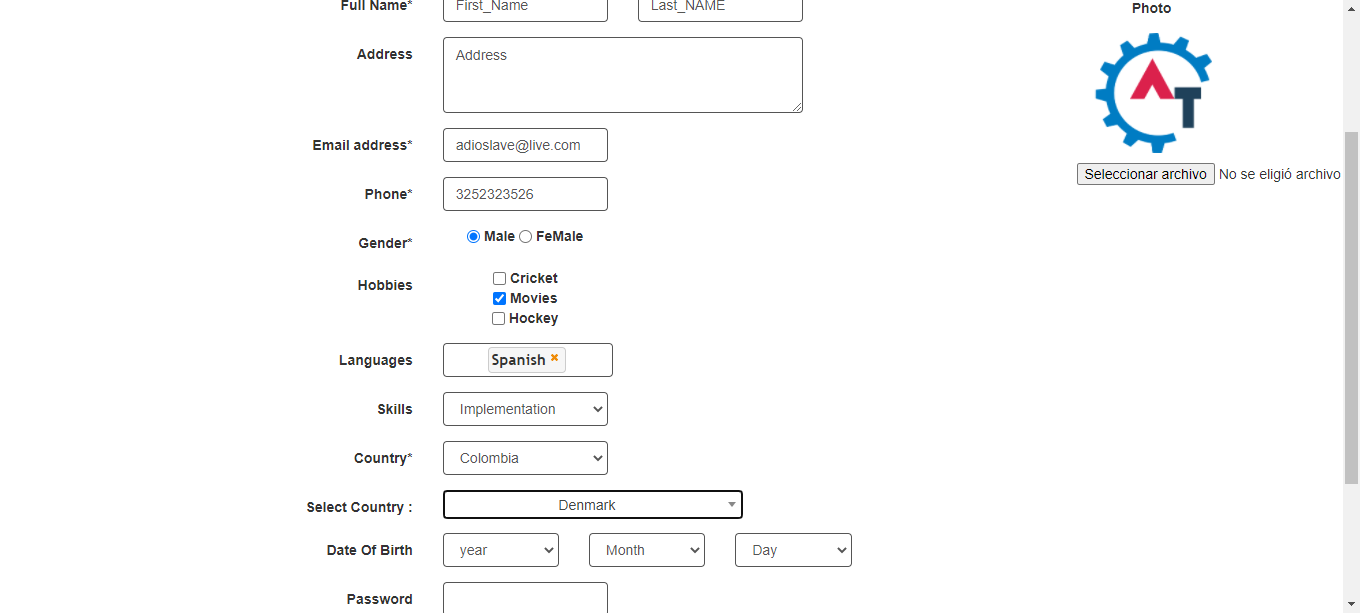 Full Name* First_Name Last_NAME Photo
Address Address
AT
Email address* adioslave@live.com
Seleccionar archivo No se eligió archivo
Phone* 3252323526
Gender* Male FeMale
Hobbies Cricket
Movies
Hockey
Languages Spanish
Skills Implementation
Country* Colombia
Select Country : Denmark
Date Of Birth year Month Day
Password